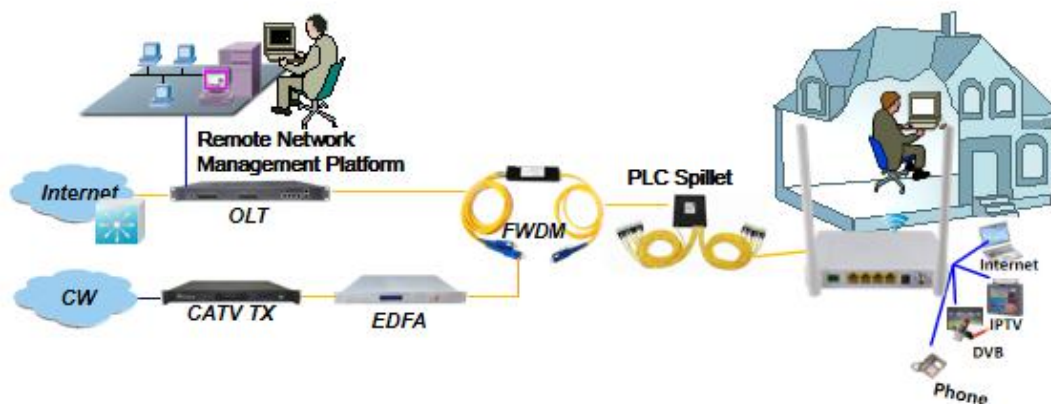 Remote Network
Management Platform
Internet
OLT
PLC Spillet
FWDM
CW
CATV TX
EDFA
Internet
IPTV
DVB
Phone